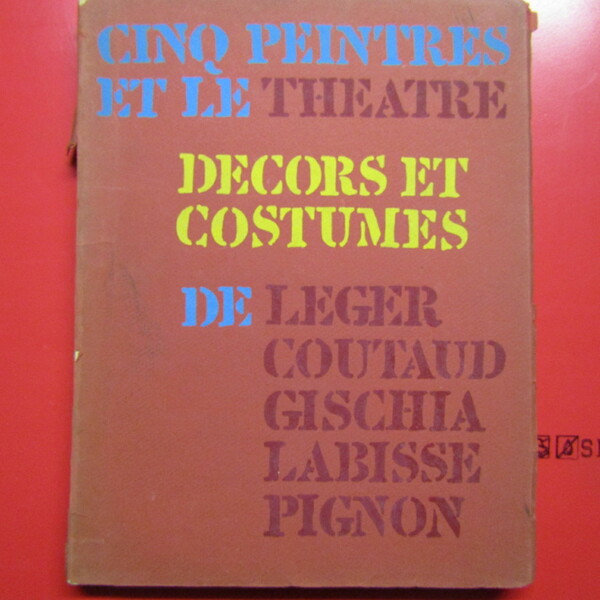 CINQ PEINTRES
ET LE THEATRE
DECORS ET
COSTUMES
DE LEGER
COUTAUD
GISCHIA
LABISSE
PIGNON